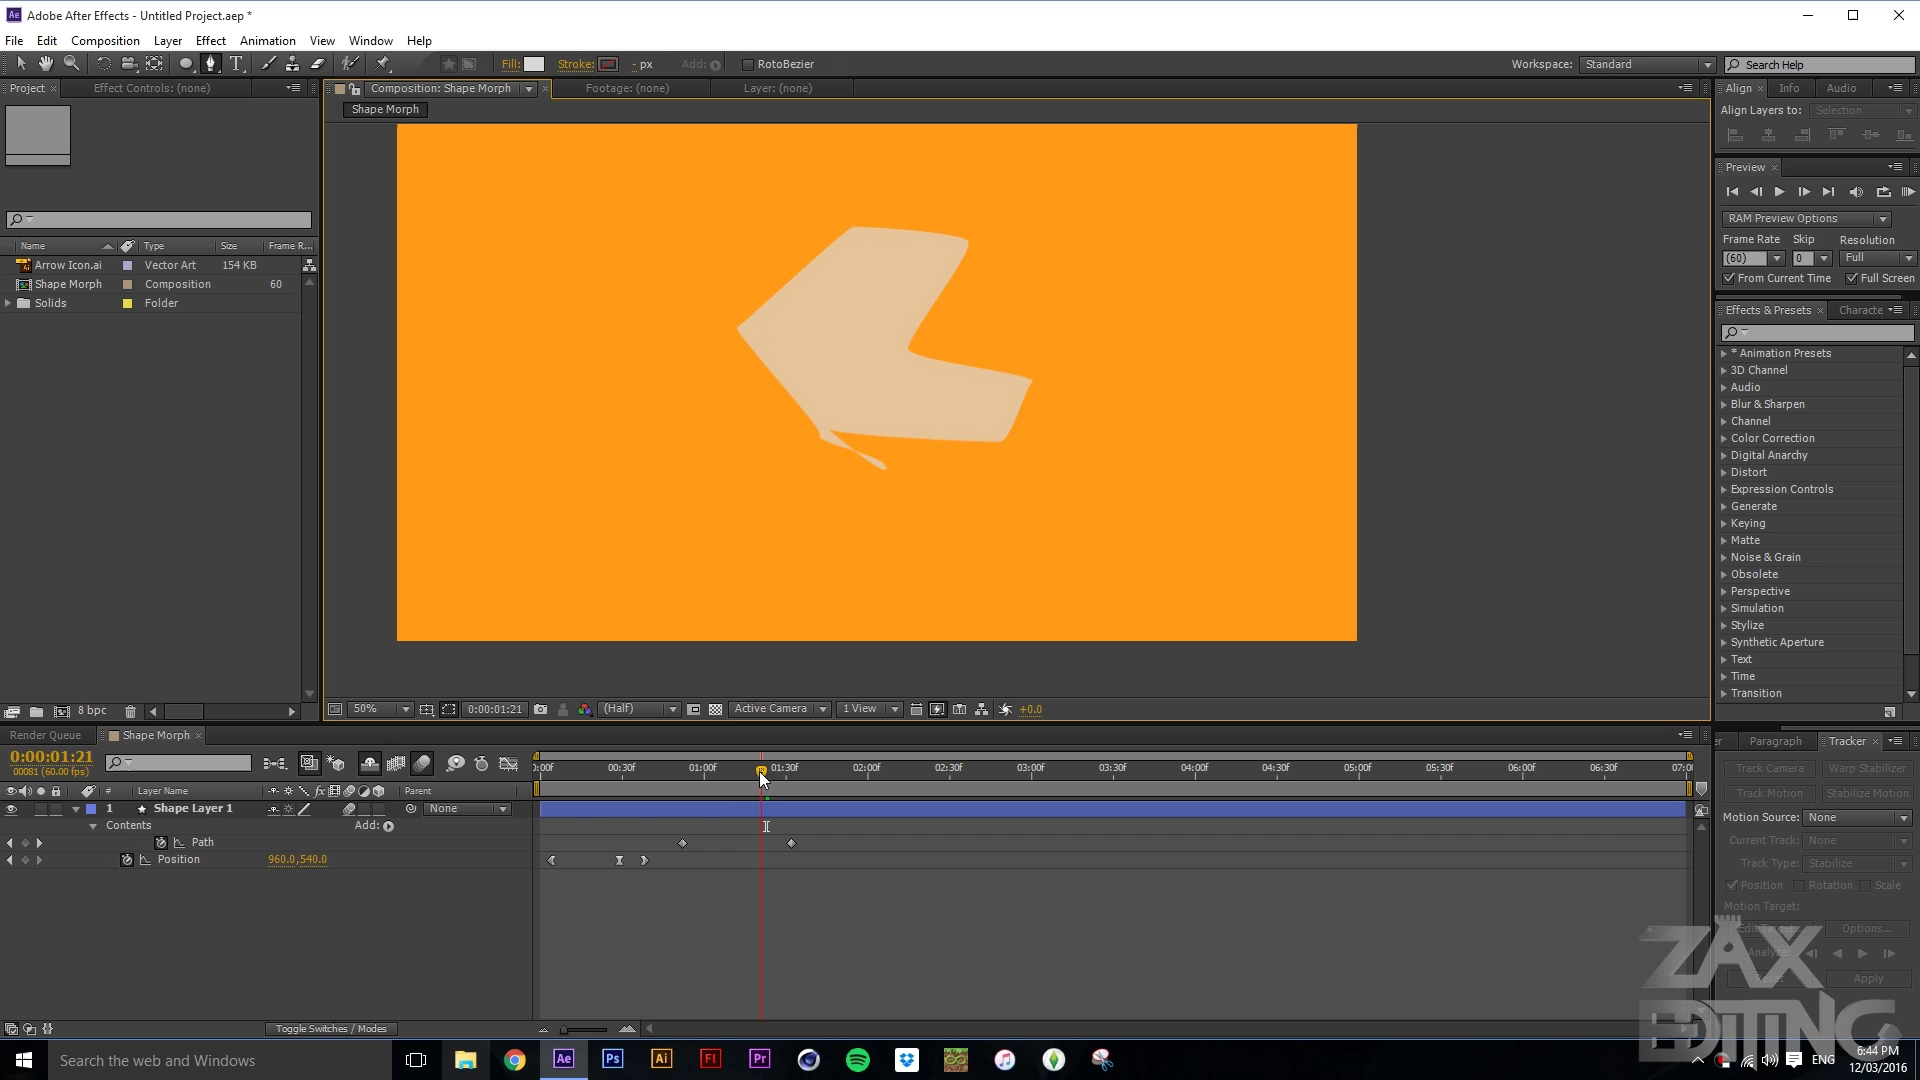 Adobe After Effects - Untitled Project.aep *
File Edit Composition Layer Effect Animation View Window Help
Fill: Stroke: - px Add: RotoBezier Workspace: Standard Search Help
Project Effect Controls: (none) Composition: Shape Morph Footage: (none) Layer: (none) Align Info Audio
Shape Morph
Align Layers to: Selection
Preview
RAM Preview Options
Frame Rate Skip Resolution
(60) 0 Full
From Current Time Full Screen
Name Type Size Frame R...
Arrow Icon.ai Vector Art 154 KB
Shape Morph Composition 60
Solids Folder
Effects & Presets Characte
* Animation Presets
3D Channel
Audio
Blur & Sharpen
Channel
Color Correction
Digital Anarchy
Distort
Expression Controls
Generate
Keying
Matte
Noise & Grain
Obsolete
Perspective
Simulation
Stylize
Synthetic Aperture
Text
Time
Transition
8 bpc 50% 0:00:01:21 (Half) Active Camera 1 View +0.0
Render Queue Shape Morph Paragraph Tracker
0:00:01:21
00081 (60.00 fps)
00f 00:30f 01:00f 01:30f 02:00f 02:30f 03:00f 03:30f 04:00f 04:30f 05:00f 05:30f 06:00f 06:30f 07:0
# Layer Name fx Parent
1 Shape Layer 1 None
Contents Add:
Path
Position 960.0,540.0
Track Camera Warp Stabilizer
Track Motion Stabilize Motion
Motion Source: None
Current Track: None
Track Type: Stabilize
Position Rotation Scale
Motion Target:
Edit Target... Options...
Analyze:
Reset Apply
ZAX
EDITING
Toggle Switches / Modes
Search the web and Windows
Ae Ps Ai Fl Pr
ENG
6:44 PM
12/03/2016